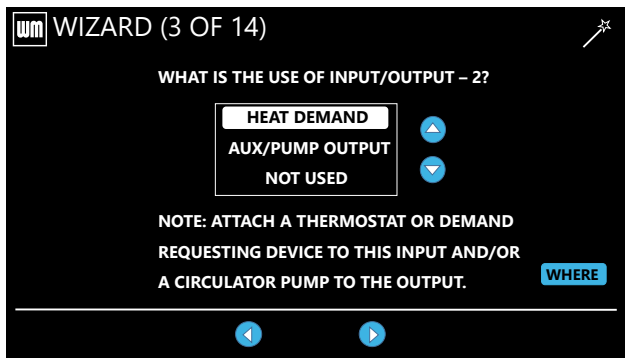 wm WIZARD (3 OF 14)
WHAT IS THE USE OF INPUT/OUTPUT – 2?
HEAT DEMAND
AUX/PUMP OUTPUT
NOT USED
NOTE: ATTACH A THERMOSTAT OR DEMAND
REQUESTING DEVICE TO THIS INPUT AND/OR
A CIRCULATOR PUMP TO THE OUTPUT.
WHERE